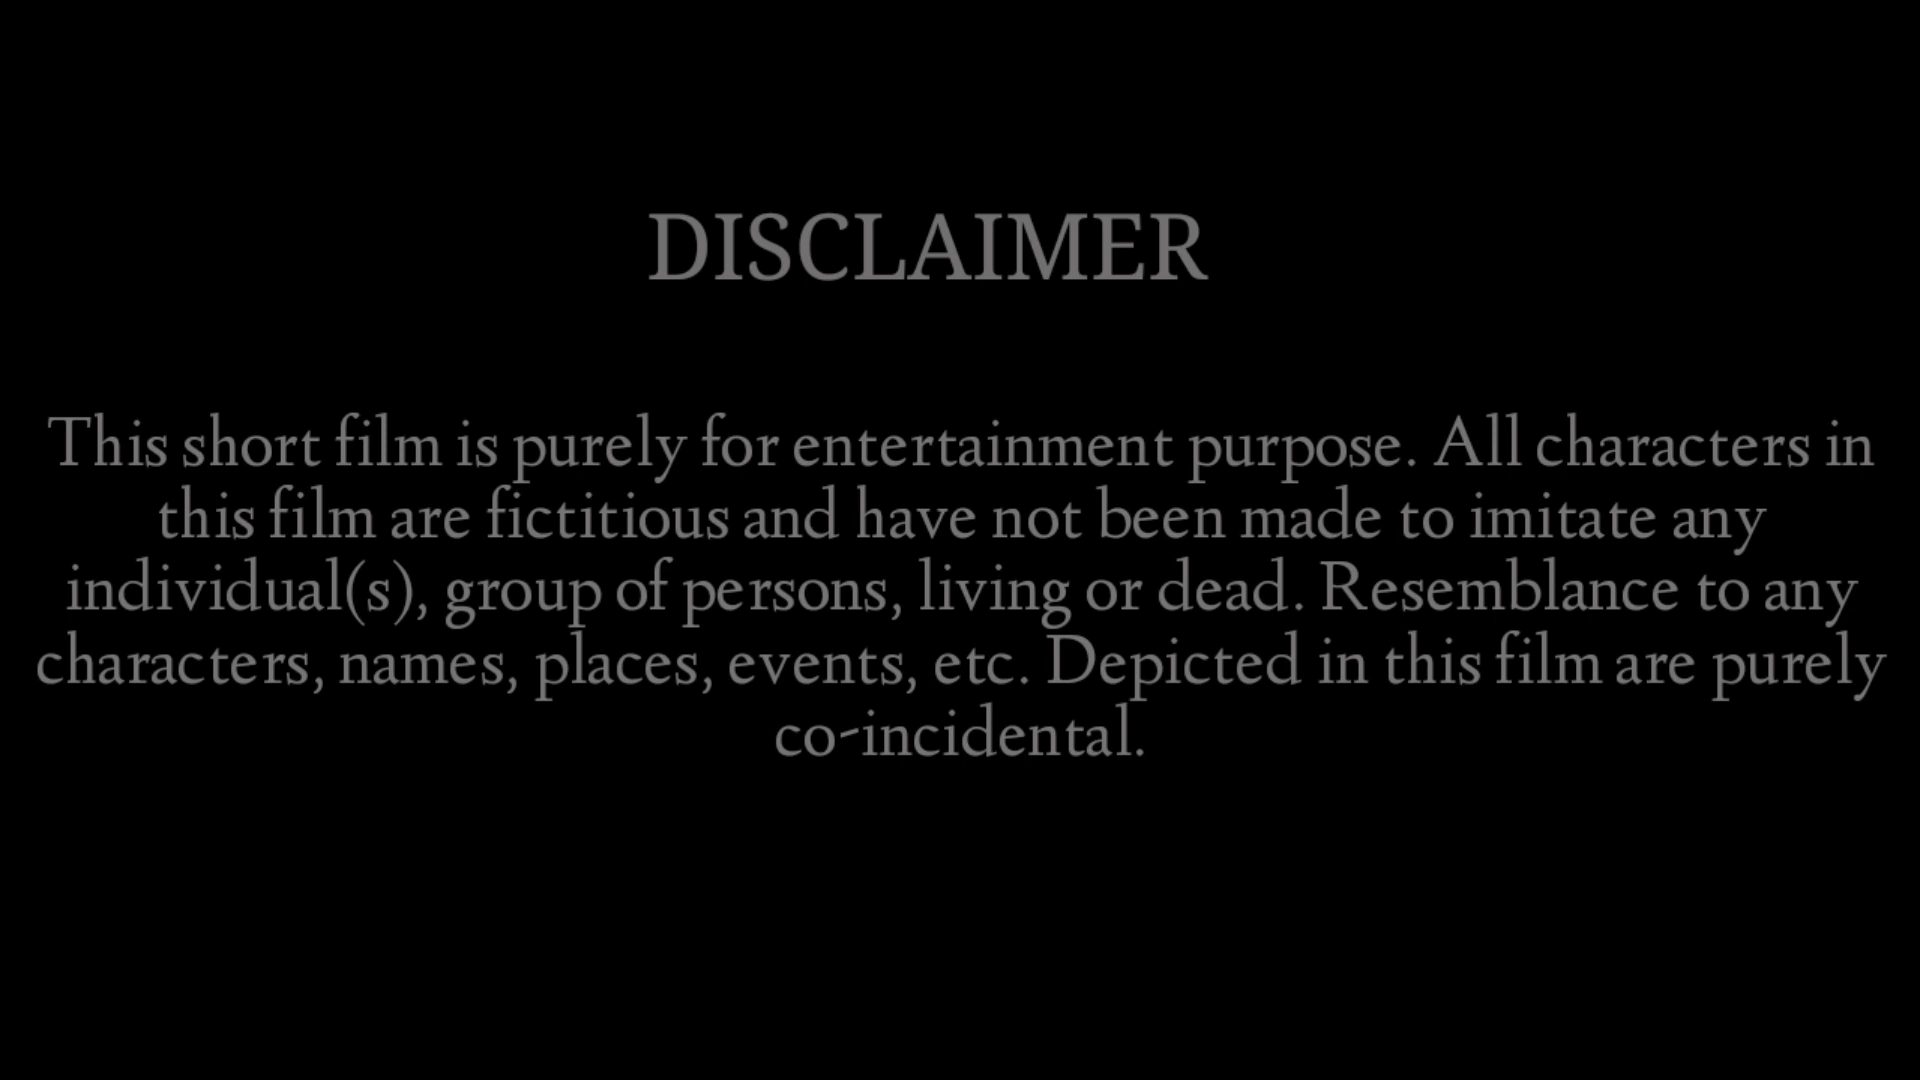 DISCLAIMER
This short film is purely for entertainment purpose. All characters in
this film are fictitious and have not been made to imitate any
individual(s), group of persons, living or dead. Resemblance to any
characters, names, places, events, etc. Depicted in this film are purely
co-incidental.